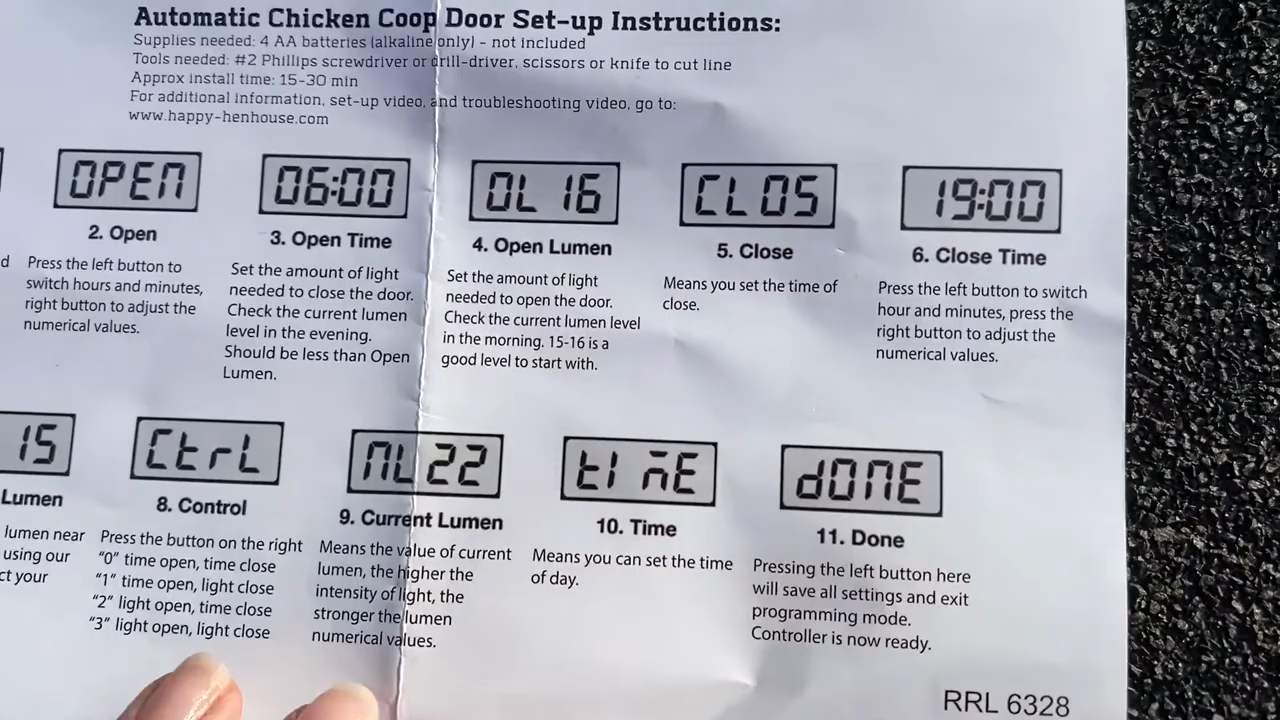 Automatic Chicken Coop Door Set-up Instructions:
Supplies needed: 4 AA batteries (alkaline only) - not included
Tools needed: #2 Phillips screwdriver or drill-driver, scissors or knife to cut line
Approx install time: 15-30 min
For additional information, set-up video, and troubleshooting video, go to:
www.happy-henhouse.com
OPEN
2. Open
d
Press the left button to
switch hours and minutes,
right button to adjust the
numerical values.
06:00
3. Open Time
Set the amount of light
needed to close the door.
Check the current lumen
level in the evening.
Should be less than Open
Lumen.
OL 16
4. Open Lumen
Set the amount of light
needed to open the door.
Check the current lumen level
in the morning. 15-16 is a
good level to start with.
CLOS
5. Close
Means you set the time of
close.
19:00
6. Close Time
Press the left button to switch
hour and minutes, press the
right button to adjust the
numerical values.
15
Lumen
lumen near
using our
ct your
CtrL
8. Control
Press the button on the right
“0” time open, time close
“1” time open, light close
“2” light open, time close
“3” light open, light close
NL 22
9. Current Lumen
Means the value of current
lumen, the higher the
intensity of light, the
stronger the lumen
numerical values.
tImE
10. Time
Means you can set the time
of day.
dONE
11. Done
Pressing the left button here
will save all settings and exit
programming mode.
Controller is now ready.
RRL 6328